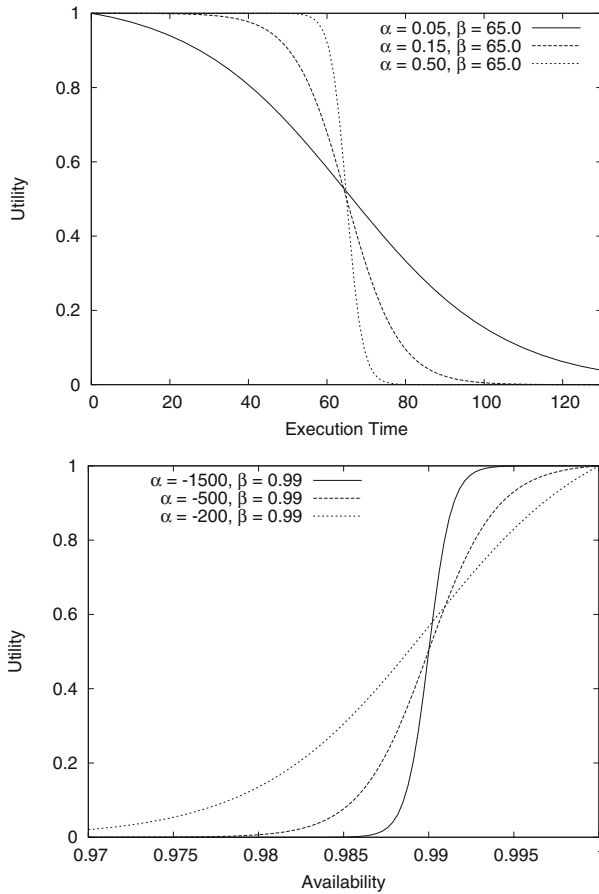 1
0.8
0.6
0.4
0.2
0
Utility
α = 0.05, β = 65.0
α = 0.15, β = 65.0
α = 0.50, β = 65.0
0 20 40 60 80 100 120
Execution Time
1
0.8
0.6
0.4
0.2
0
Utility
α = -1500, β = 0.99
α = -500, β = 0.99
α = -200, β = 0.99
0.97 0.975 0.98 0.985 0.99 0.995
Availability